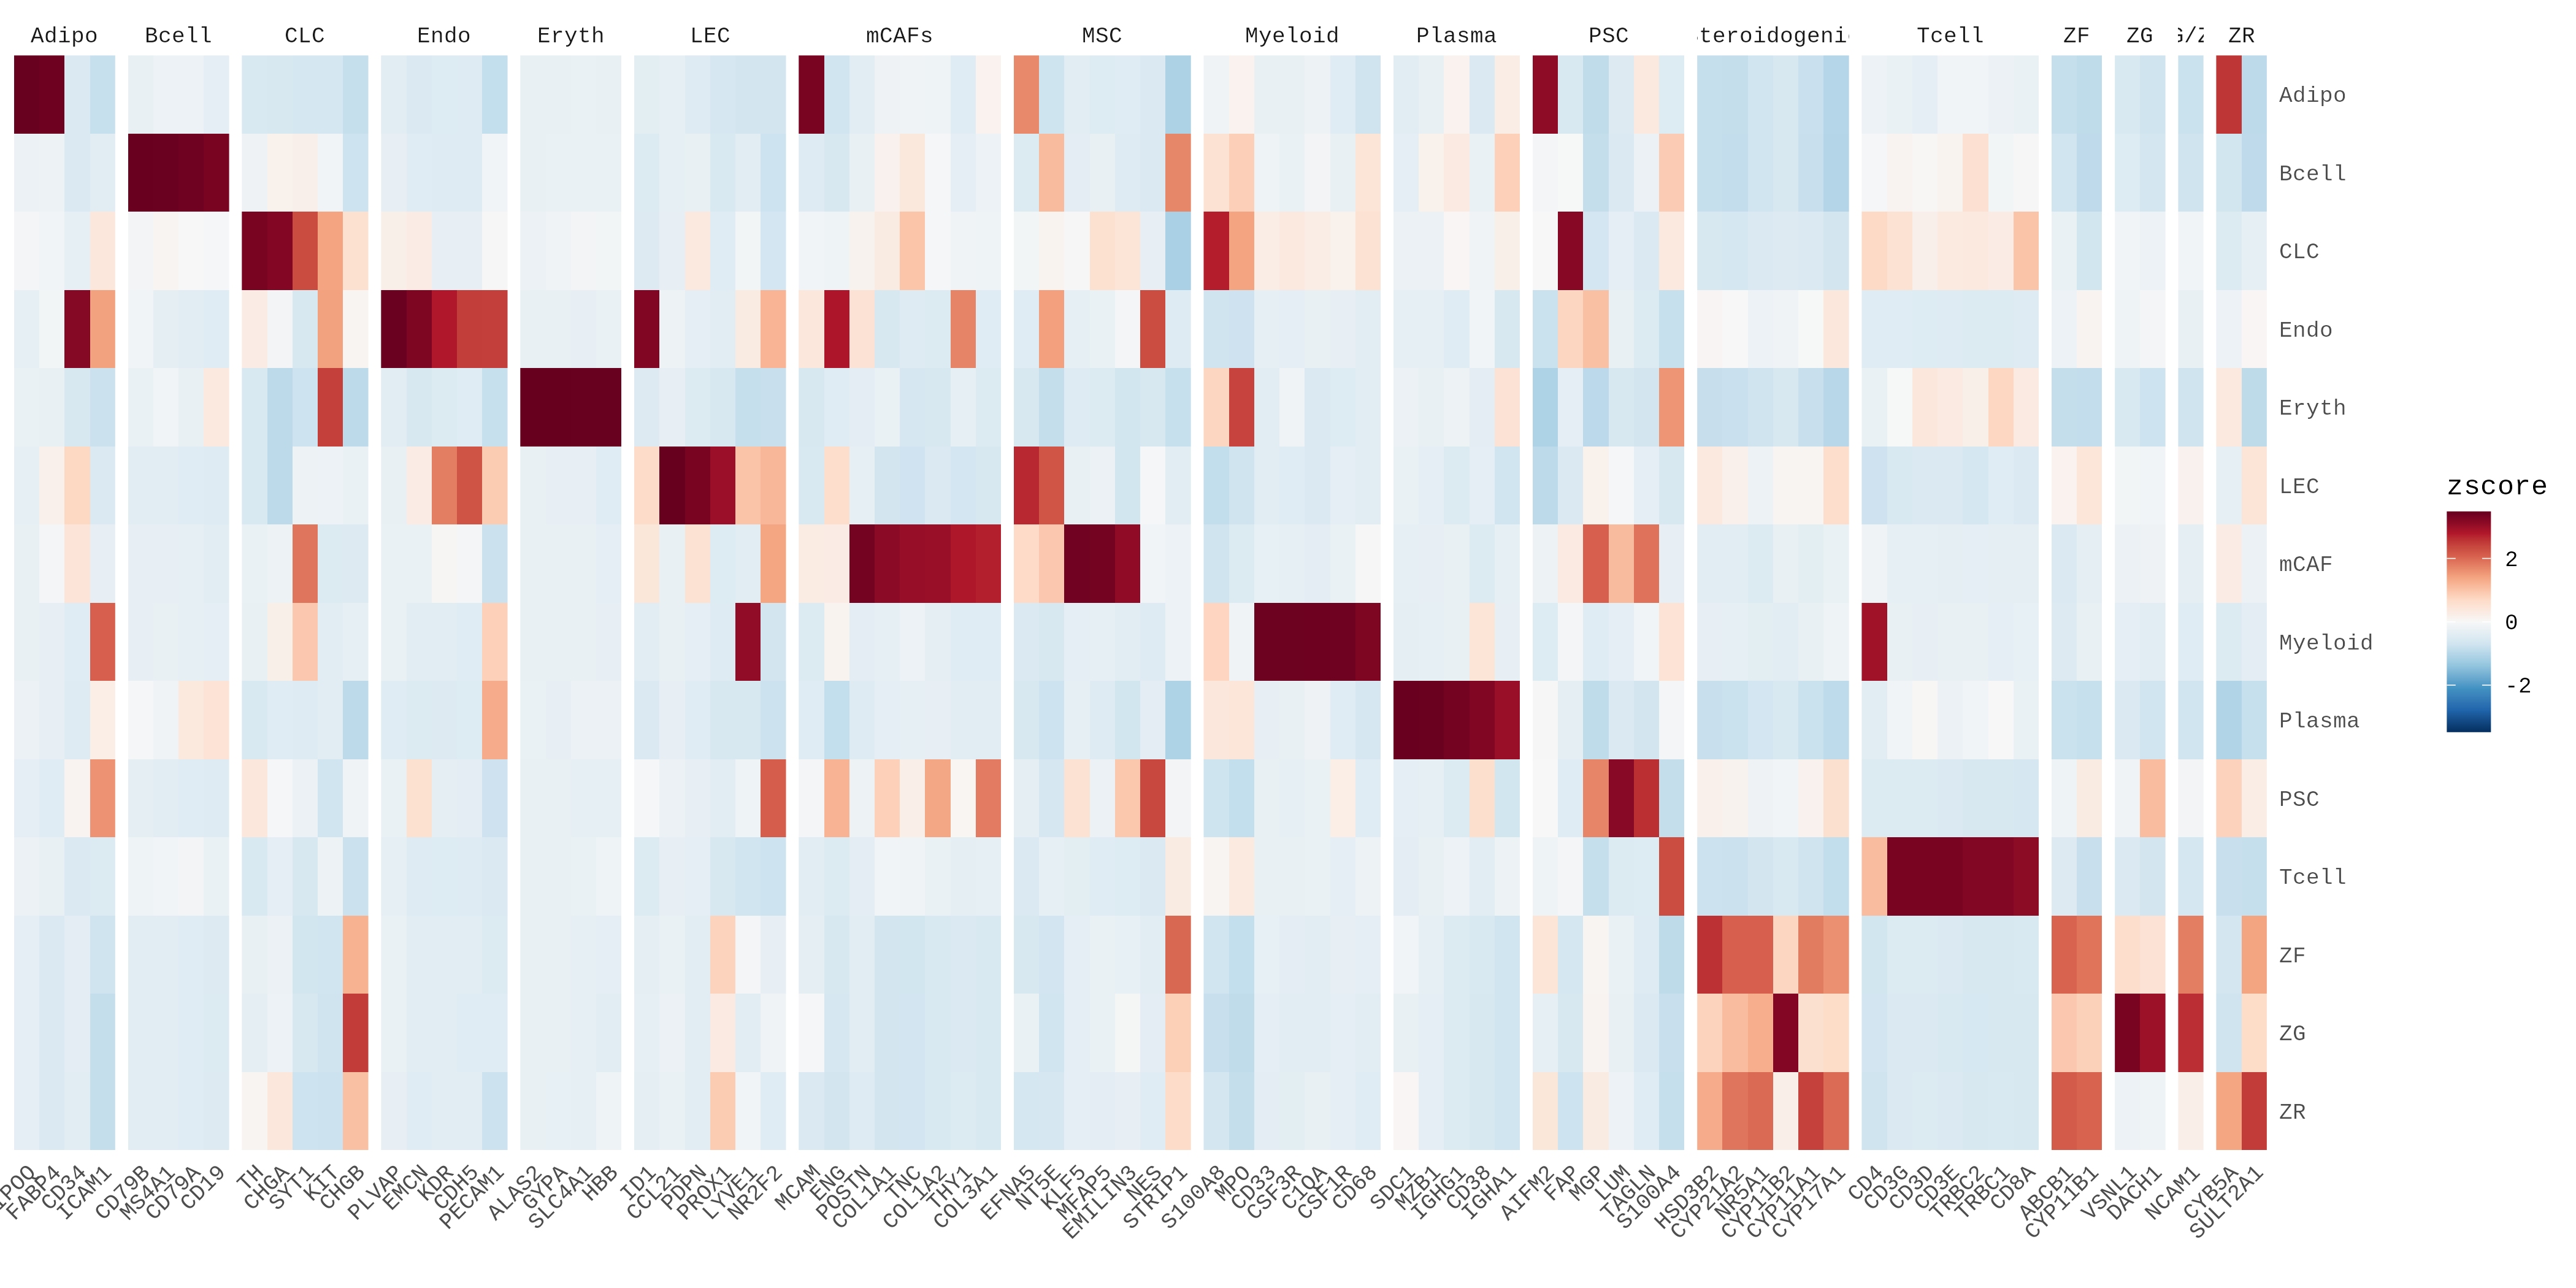 Adipo Bcell CLC Endo Eryth LEC mCAFs MSC Myeloid Plasma PSC teroidogeni Tcell ZF ZG G/Z ZR
Adipo
Bcell
CLC
Endo
Eryth
LEC
mCAF
Myeloid
Plasma
PSC
Tcell
ZF
ZG
ZR
zscore
2
0
-2
IPOQ FABP4 CD34 ICAM1 CD79B MS4A1 CD79A CD19 TH CHGA SYT1 KIT CHGB PLVAP EMCN KDR CDH5 PECAM1 ALAS2 GYPA SLC4A1 HBB ID1 CCL21 PDPN PROX1 LYVE1 NR2F2 MCAM ENG POSTN COL1A1 TNC COL1A2 THY1 COL3A1 EFNA5 NT5E KLF5 MFAP5 EMILIN3 NES STRIP1 S100A8 MPO CD33 CSF3R C1QA CSF1R CD68 SDC1 MZB1 IGHG1 CD38 IGHA1 AIFM2 FAP MGP LUM TAGLN S100A4 HSD3B2 CYP21A2 NR5A1 CYP11B2 CYP11A1 CYP17A1 CD4 CD3G CD3D CD3E TRBC2 TRBC1 CD8A ABCB1 CYP11B1 VSNL1 DACH1 NCAM1 CYB5A SULT2A1